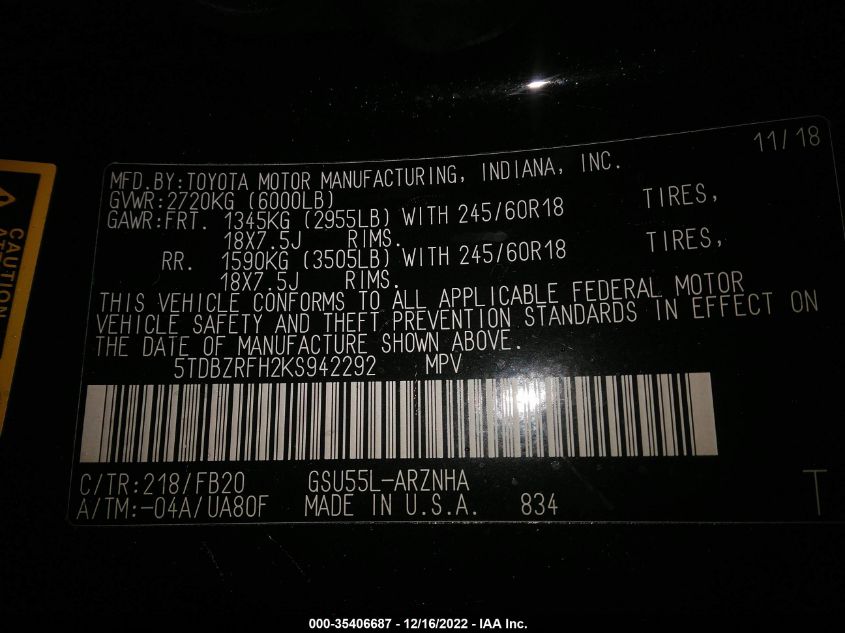 11/18
MFD.BY:TOYOTA MOTOR MANUFACTURING, INDIANA, INC.
GVWR:2720KG (6000LB)
GAWR:FRT. 1345KG (2955LB) WITH 245/60R18 TIRES,
18X7.5J RIMS.
RR. 1590KG (3505LB) WITH 245/60R18 TIRES,
18X7.5J RIMS.
THIS VEHICLE CONFORMS TO ALL APPLICABLE FEDERAL MOTOR
VEHICLE SAFETY AND THEFT PREVENTION STANDARDS IN EFFECT ON
THE DATE OF MANUFACTURE SHOWN ABOVE.
5TDBZRFH2KS942292 MPV
C/TR:218/FB20 GSU55L-ARZNHA
A/TM:-04A/UA80F MADE IN U.S.A. 834 T
CAUTION
000-35406687 - 12/16/2022 - IAA Inc.